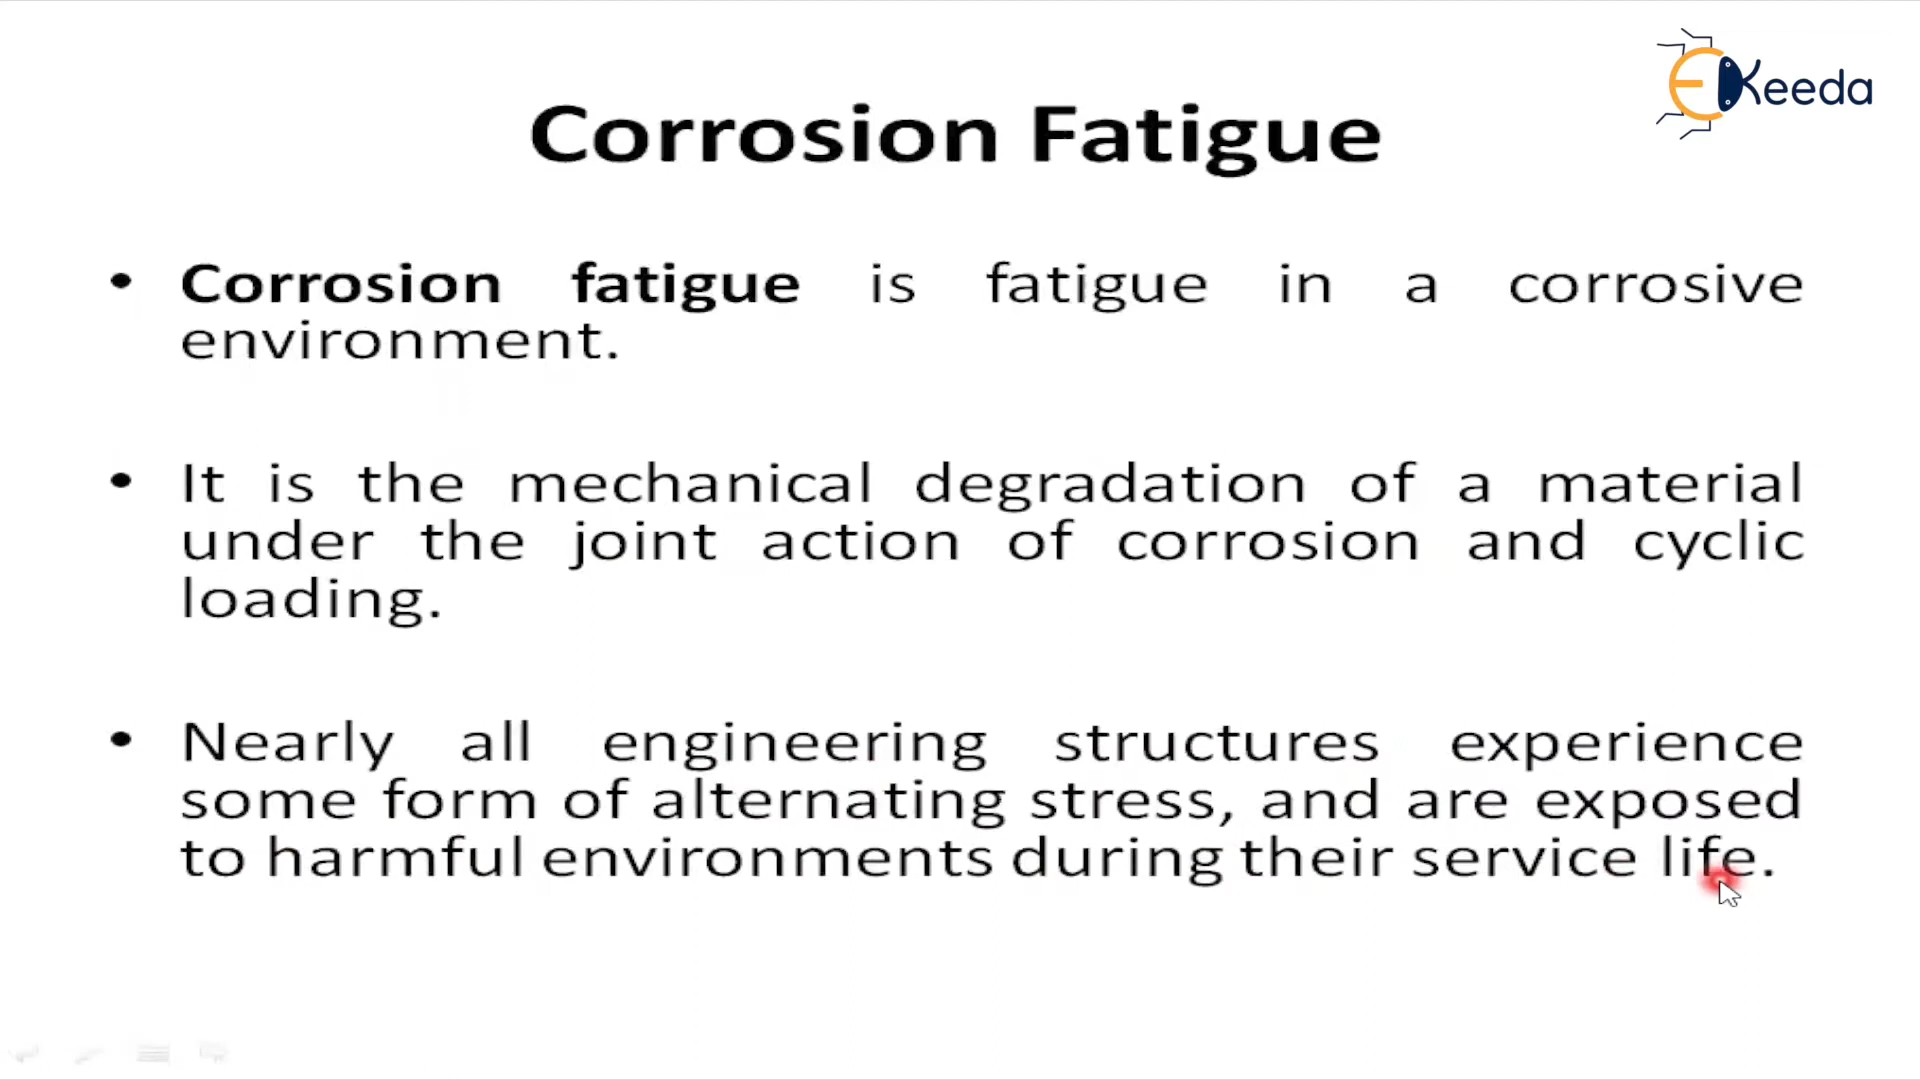 EKeeda
Corrosion Fatigue
• Corrosion fatigue is fatigue in a corrosive
environment.
• It is the mechanical degradation of a material
under the joint action of corrosion and cyclic
loading.
• Nearly all engineering structures experience
some form of alternating stress, and are exposed
to harmful environments during their service life.